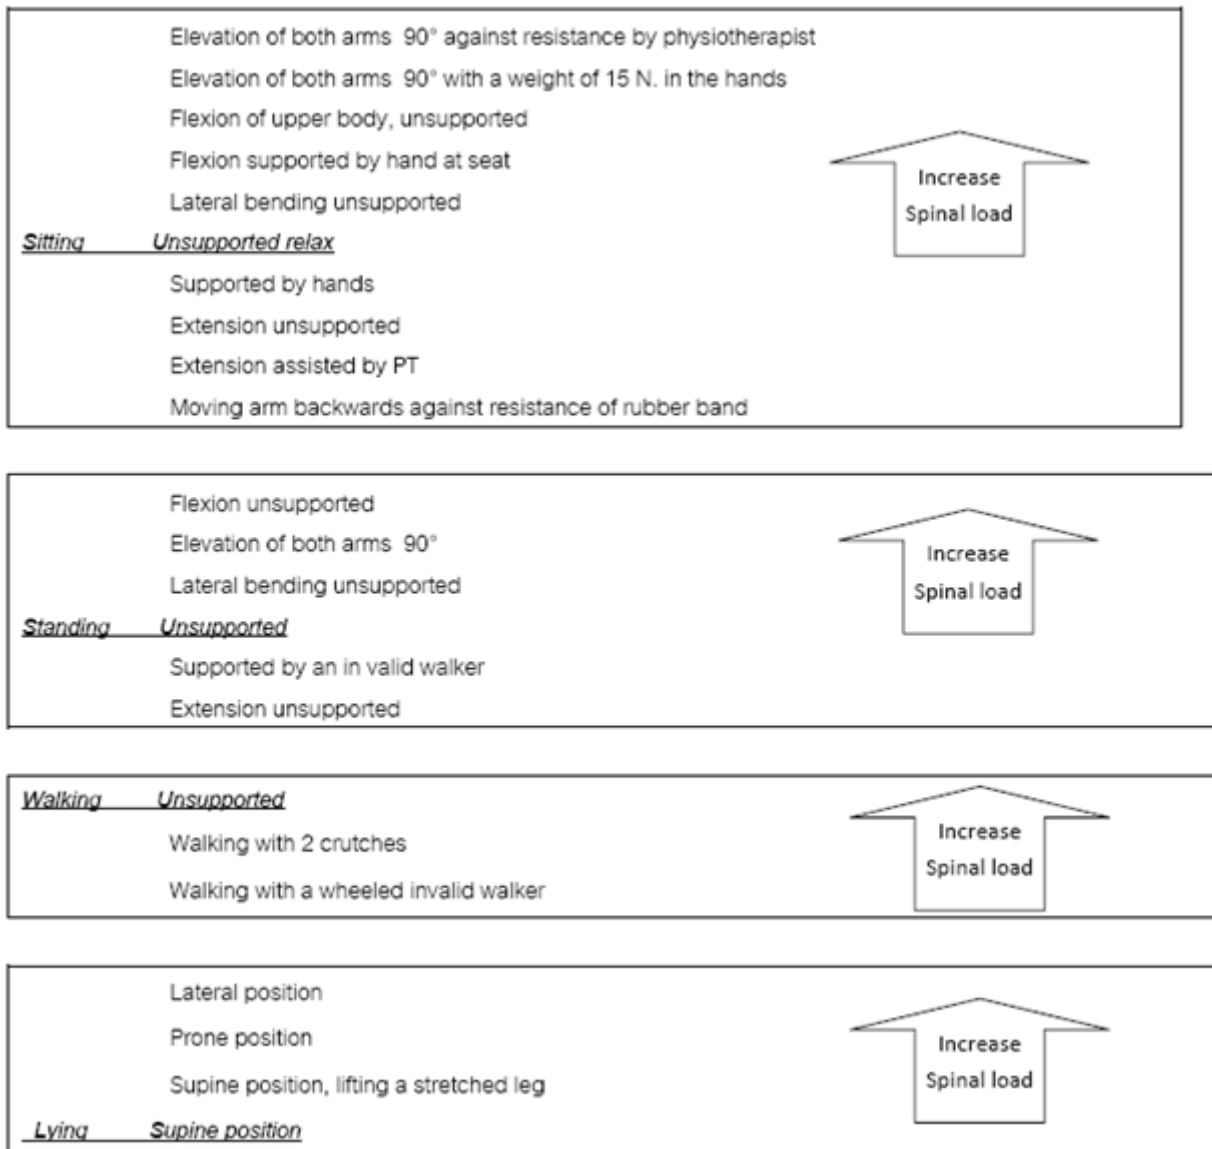 Elevation of both arms 90° against resistance by physiotherapist
Elevation of both arms 90° with a weight of 15 N. in the hands
Flexion of upper body, unsupported
Flexion supported by hand at seat
Lateral bending unsupported
Increase
Spinal load
Sitting Unsupported relax
Supported by hands
Extension unsupported
Extension assisted by PT
Moving arm backwards against resistance of rubber band
Flexion unsupported
Elevation of both arms 90°
Lateral bending unsupported
Increase
Spinal load
Standing Unsupported
Supported by an in valid walker
Extension unsupported
Walking Unsupported
Walking with 2 crutches
Walking with a wheeled invalid walker
Increase
Spinal load
Lateral position
Prone position
Supine position, lifting a stretched leg
Increase
Spinal load
Lying Supine position